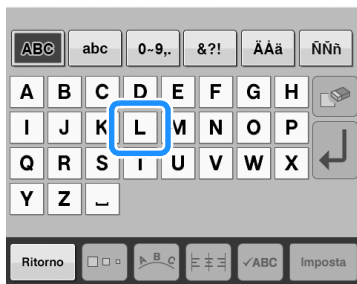 ABC abc 0~9,. &?! ÄÅä ÑÑñ
A B C D E F G H
I J K L M N O P
Q R S T U V W X
Y Z ⎵
Ritorno A B C ✓ABC Imposta